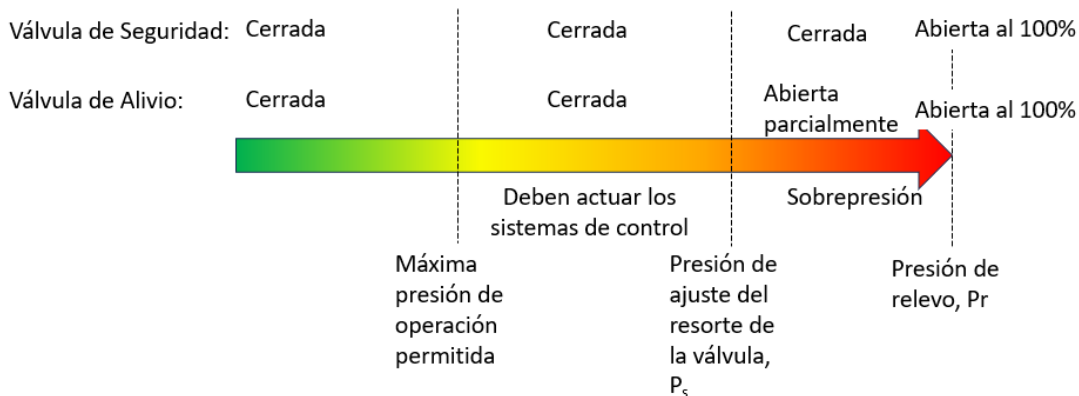 Válvula de Seguridad: Cerrada Cerrada Cerrada Abierta al 100%
Válvula de Alivio: Cerrada Cerrada Abierta parcialmente Abierta al 100%
Deben actuar los
sistemas de control
Sobrepresión
Máxima
presión de
operación
permitida
Presión de
ajuste del
resorte de
la válvula,
Pₛ
Presión de
relevo, Pr